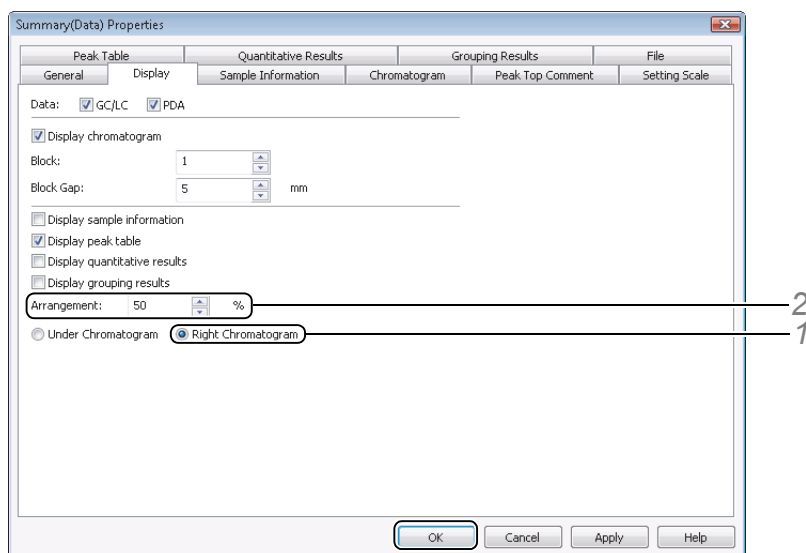 Summary(Data) Properties
Peak Table Quantitative Results Grouping Results File
General Display Sample Information Chromatogram Peak Top Comment Setting Scale
Data: GC/LC PDA
Display chromatogram
Block: 1
Block Gap: 5 mm
Display sample information
Display peak table
Display quantitative results
Display grouping results
Arrangement: 50 % 2
Under Chromatogram Right Chromatogram 1
OK Cancel Apply Help